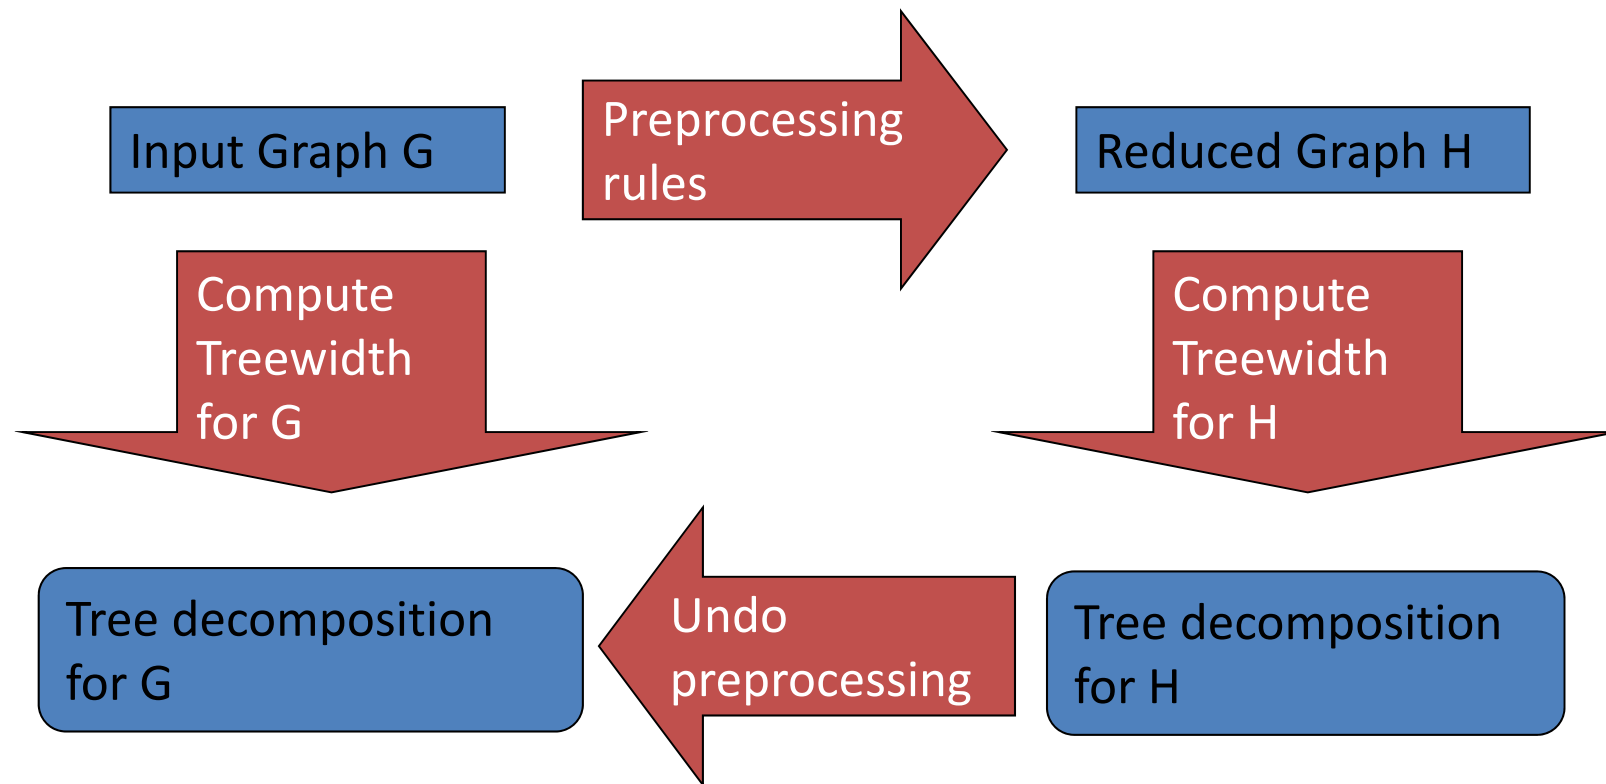 Input Graph G
Preprocessing
rules
Reduced Graph H
Compute
Treewidth
for G
Compute
Treewidth
for H
Tree decomposition
for G
Undo
preprocessing
Tree decomposition
for H